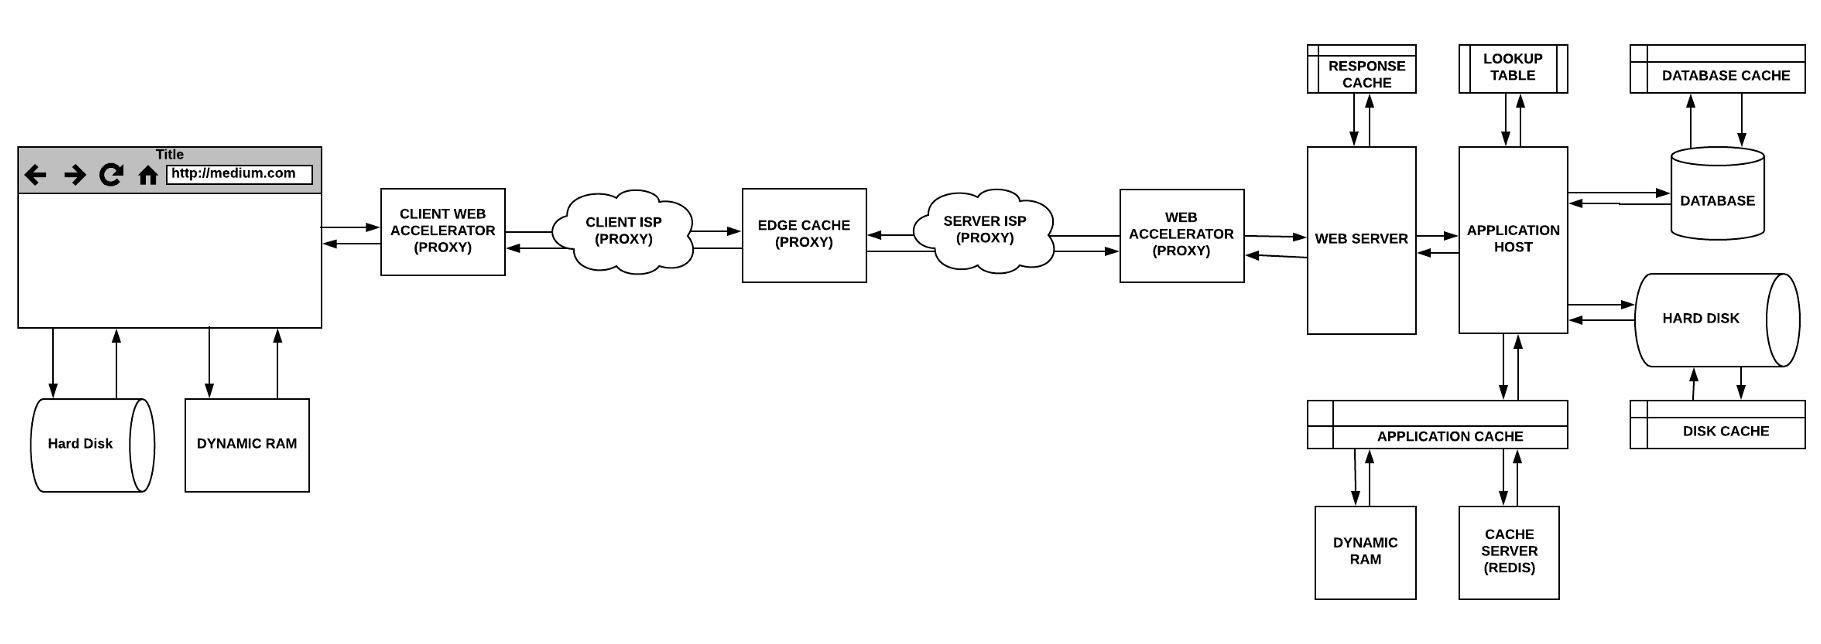 Title
http://medium.com
Hard Disk
DYNAMIC RAM
CLIENT WEB
ACCELERATOR
(PROXY)
CLIENT ISP
(PROXY)
EDGE CACHE
(PROXY)
SERVER ISP
(PROXY)
WEB
ACCELERATOR
(PROXY)
RESPONSE
CACHE
WEB SERVER
LOOKUP
TABLE
APPLICATION
HOST
DATABASE CACHE
DATABASE
HARD DISK
DISK CACHE
APPLICATION CACHE
DYNAMIC
RAM
CACHE
SERVER
(REDIS)